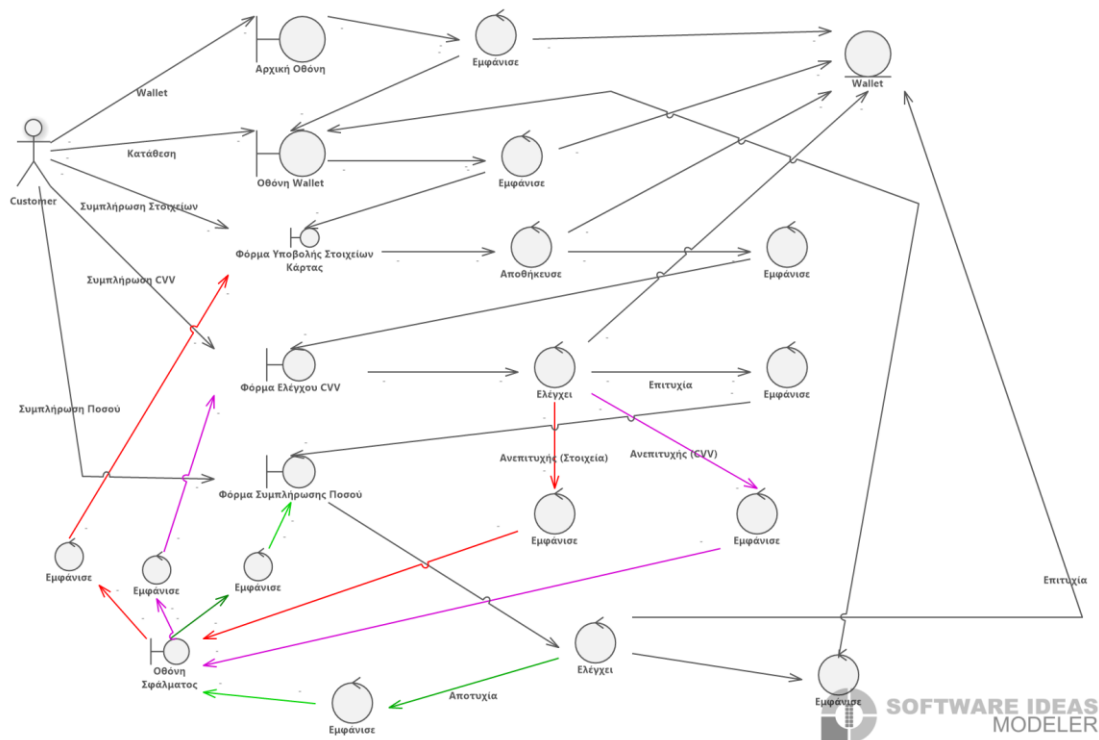 Αρχική Οθόνη
Εμφάνισε
Wallet
Wallet
Κατάθεση
Οθόνη Wallet
Εμφάνισε
Customer
Συμπλήρωση Στοιχείων
Φόρμα Υποβολής Στοιχείων
Κάρτας
Αποθήκευσε
Εμφάνισε
Συμπλήρωση CVV
Φόρμα Ελέγχου CVV
Ελέγχει
Επιτυχία
Εμφάνισε
Συμπλήρωση Ποσού
Ανεπιτυχής (Στοιχεία)
Ανεπιτυχής (CVV)
Φόρμα Συμπλήρωσης Ποσού
Εμφάνισε
Εμφάνισε
Εμφάνισε
Εμφάνισε
Εμφάνισε
Επιτυχία
Οθόνη
Σφάλματος
Ελέγχει
Αποτυχία
Εμφάνισε
Εμφάνισε
SOFTWARE IDEAS
MODELER